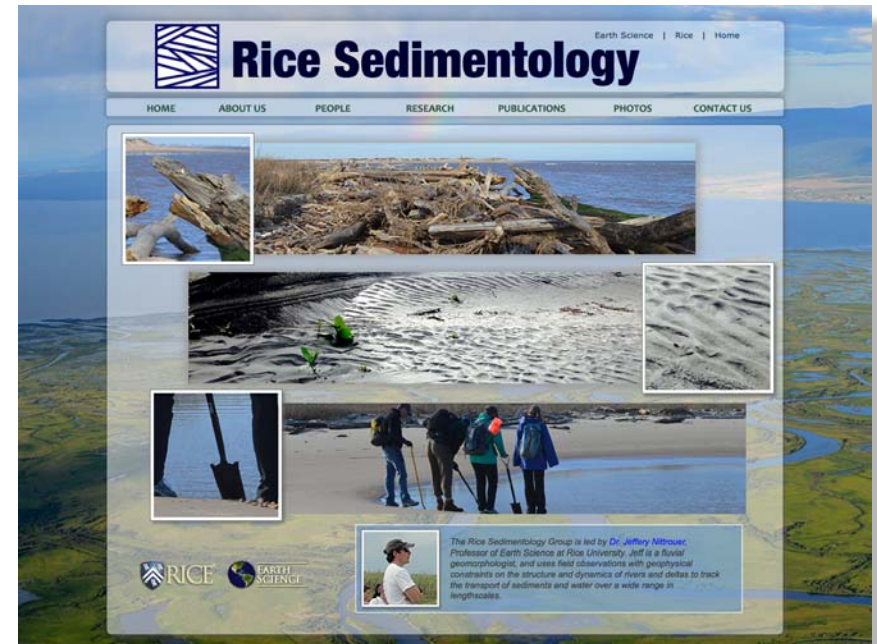 Earth Science | Rice | Home
Rice Sedimentology
HOME ABOUT US PEOPLE RESEARCH PUBLICATIONS PHOTOS CONTACT US
The Rice Sedimentology Group is led by Dr. Jeffery Nittrouer,
Professor of Earth Science at Rice University. Jeff is a fluvial
geomorphologist, and uses field observations with geophysical
constraints on the structure and dynamics of rivers and deltas to track
the transport of sediments and water over a wide range in
lengthscales.
RICE
EARTH
SCIENCE